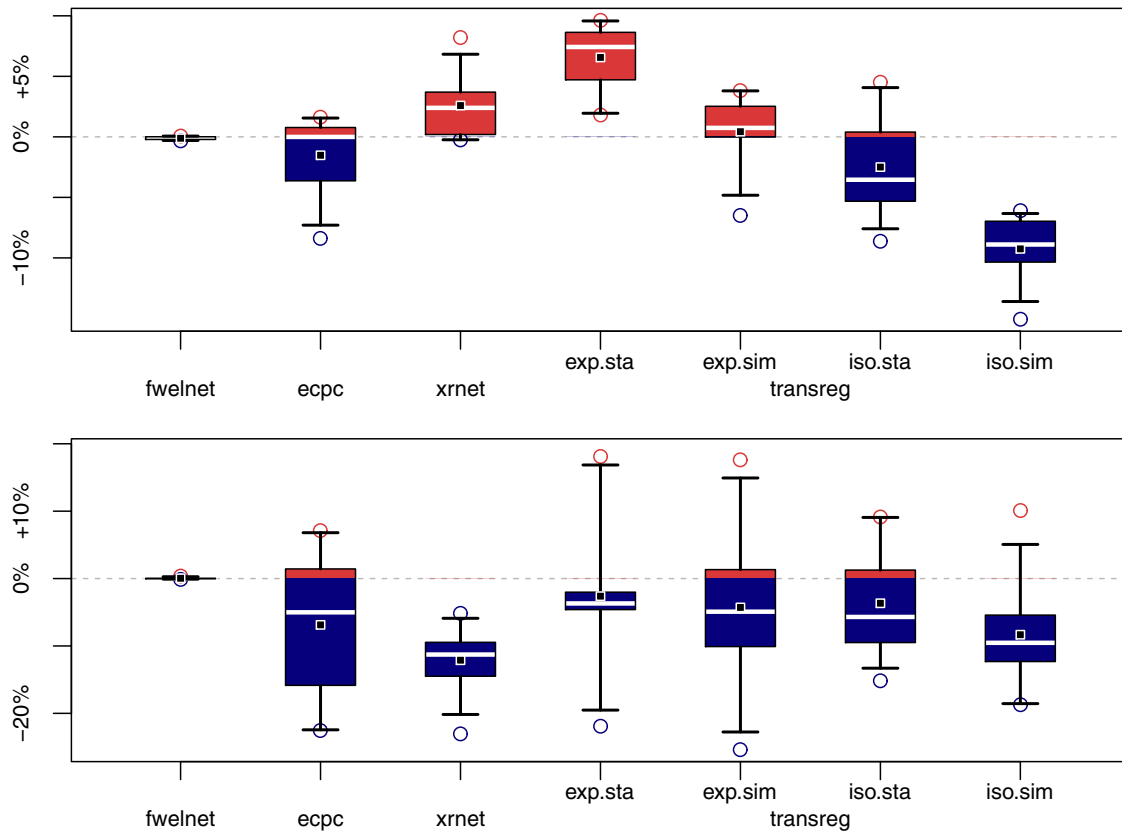 +5%
0%
−10%
exp.sta exp.sim iso.sta iso.sim
fwelnet ecpc xrnet transreg
+10%
0%
−20%
exp.sta exp.sim iso.sta iso.sim
fwelnet ecpc xrnet transreg